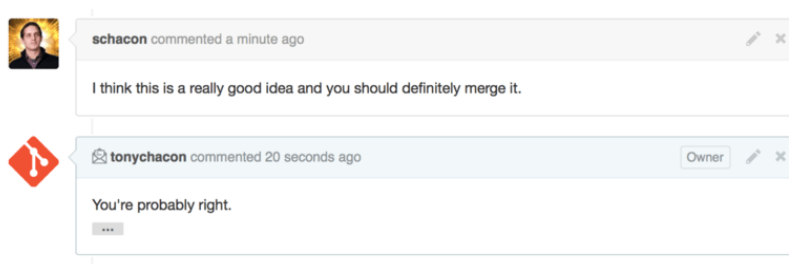 schacon commented a minute ago
I think this is a really good idea and you should definitely merge it.
tonychacon commented 20 seconds ago Owner
You're probably right.
...